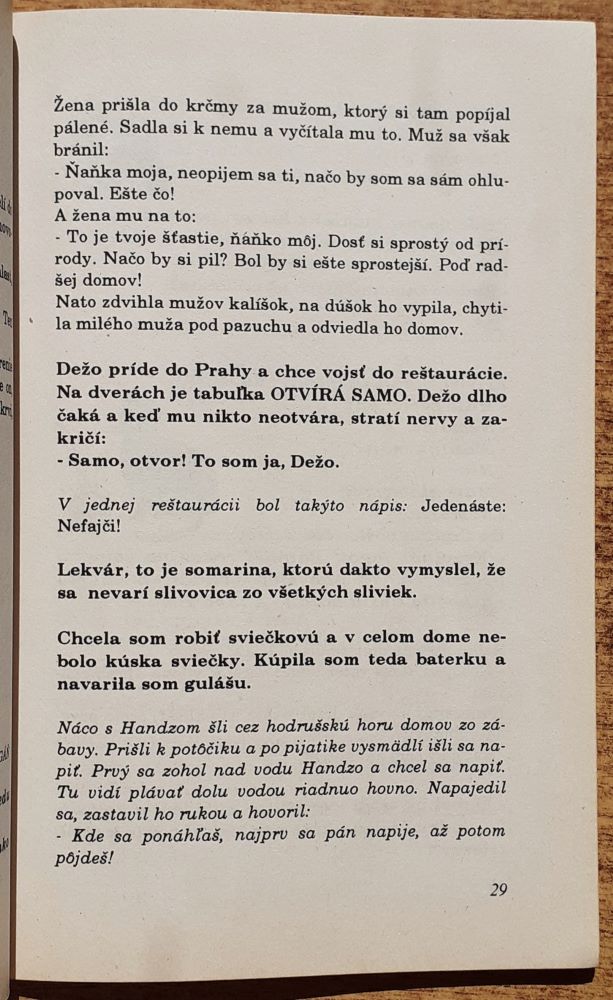 Žena prišla do krčmy za mužom, ktorý si tam popíjal
pálené. Sadla si k nemu a vyčítala mu to. Muž sa však
bránil:
- Ňaňka moja, neopijem sa ti, načo by som sa sám ohlu-
poval. Ešte čo!
A žena mu na to:
- To je tvoje šťastie, ňáňko môj. Dosť si sprostý od prí-
rody. Načo by si pil? Bol by si ešte sprostejší. Poď rad-
šej domov!
Nato zdvihla mužov kalíšok, na dúšok ho vypila, chyti-
la milého muža pod pazuchu a odviedla ho domov.
Dežo príde do Prahy a chce vojsť do reštaurácie.
Na dverách je tabuľka OTVÍRÁ SAMO. Dežo dlho
čaká a keď mu nikto neotvára, stratí nervy a za-
kričí:
- Samo, otvor! To som ja, Dežo.
V jednej reštaurácii bol takýto nápis: Jedenáste:
Nefajči!
Lekvár, to je somarina, ktorú dakto vymyslel, že
sa nevarí slivovica zo všetkých sliviek.
Chcela som robiť sviečkovú a v celom dome ne-
bolo kúska sviečky. Kúpila som teda baterku a
navarila som gulášu.
Náco s Handzom šli cez hodrušskú horu domov zo zá-
bavy. Prišli k potôčiku a po pijatike vysmädlí išli sa na-
piť. Prvý sa zohol nad vodu Handzo a chcel sa napiť.
Tu vidí plávať dolu vodou riadnuo hovno. Napajedil
sa, zastavil ho rukou a hovoril:
- Kde sa ponáhľaš, najprv sa pán napije, až potom
pôjdeš!
29